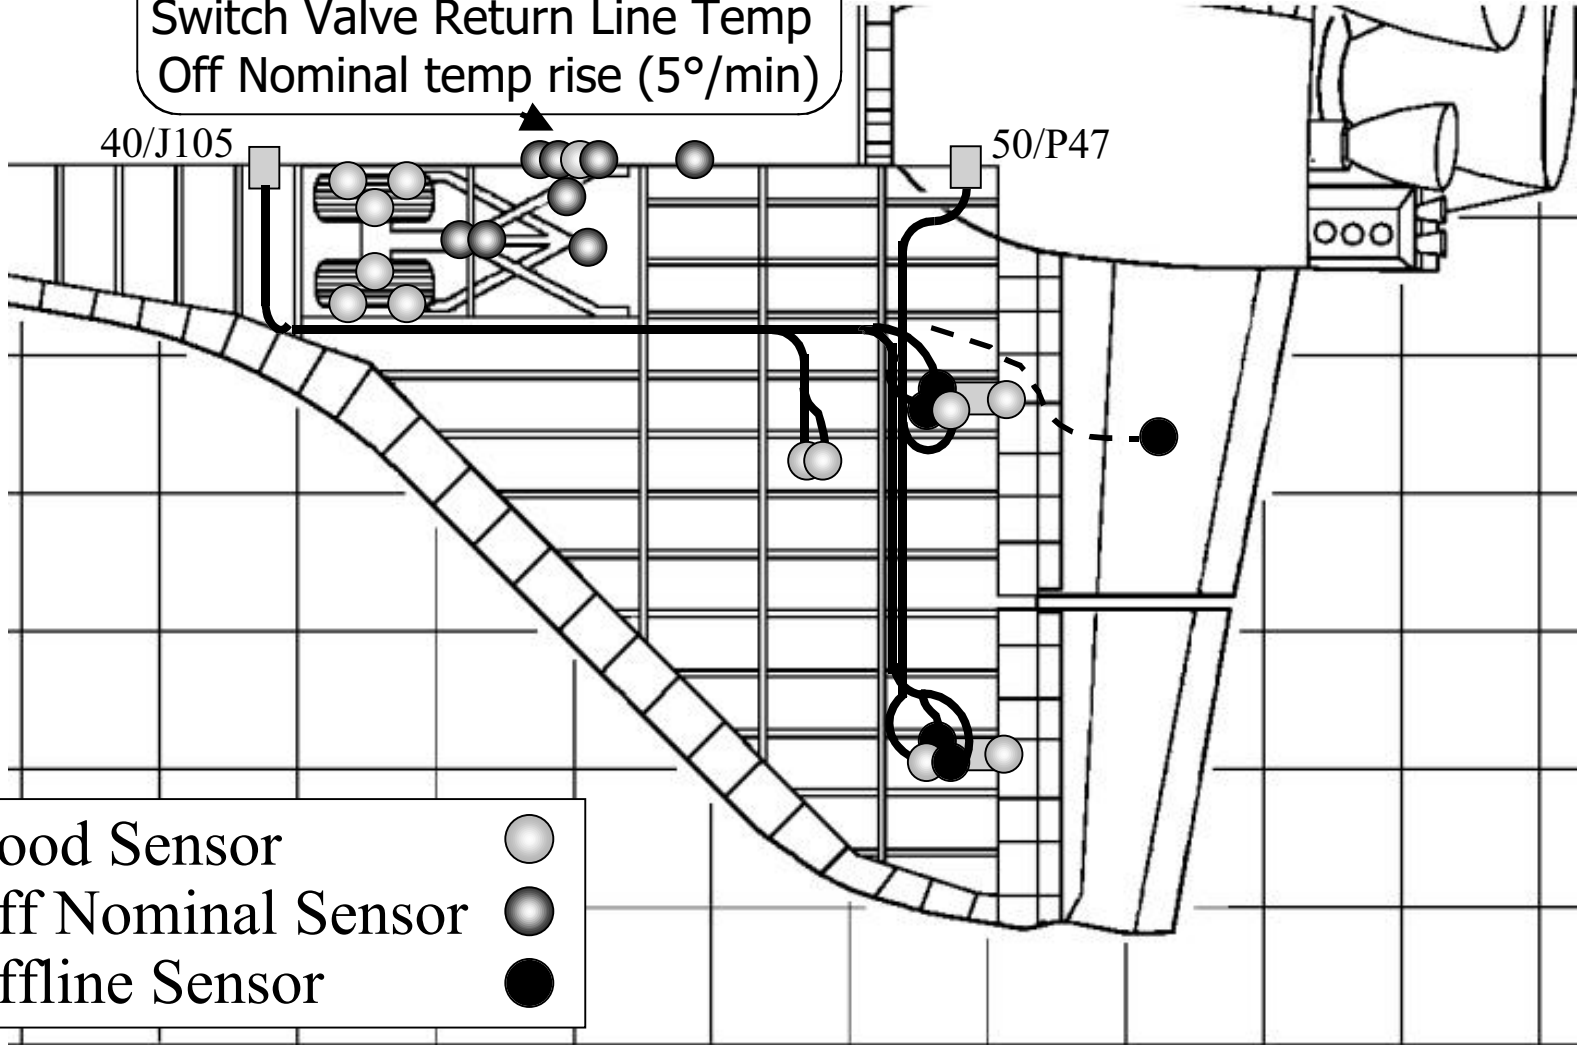 Switch Valve Return Line Temp
Off Nominal temp rise (5°/min)
40/J105
50/P47
ood Sensor
ff Nominal Sensor
ffline Sensor